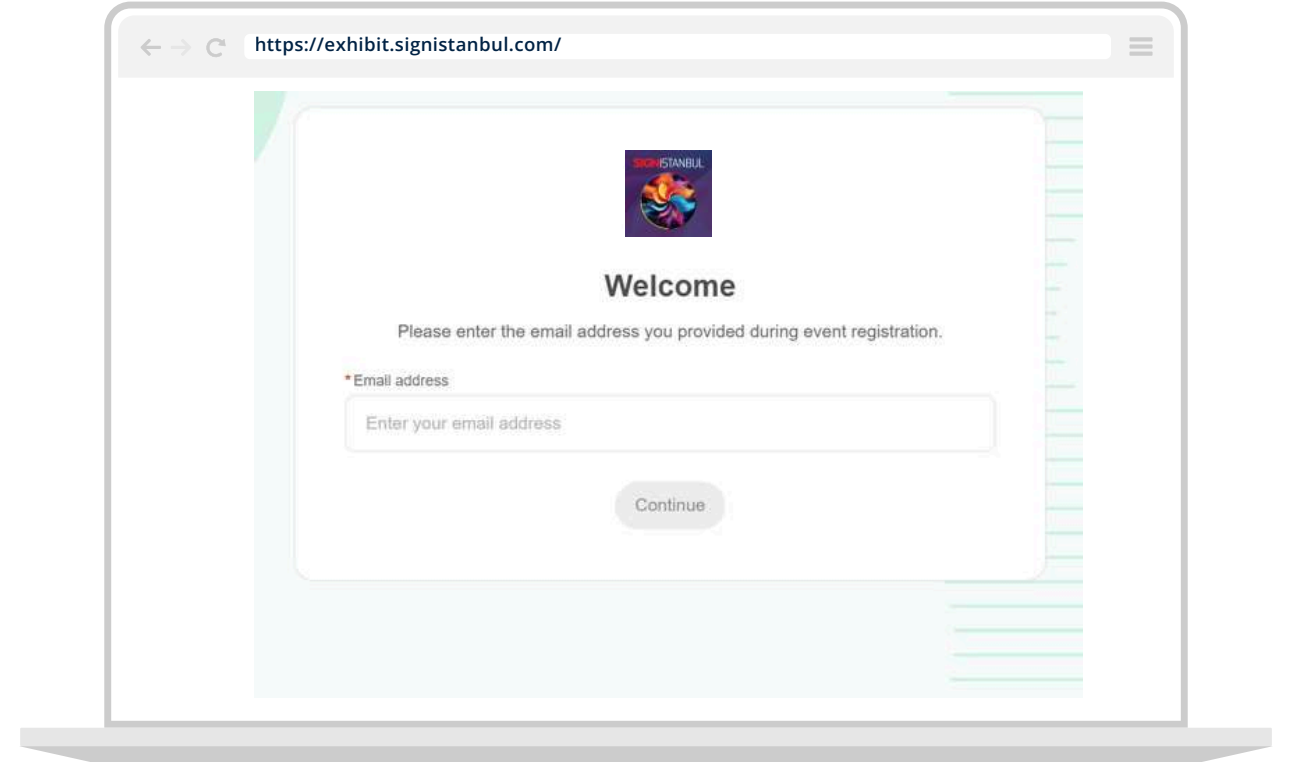 https://exhibit.signistanbul.com/
SIGNISTANBUL
Welcome
Please enter the email address you provided during event registration.
*Email address
Enter your email address
Continue